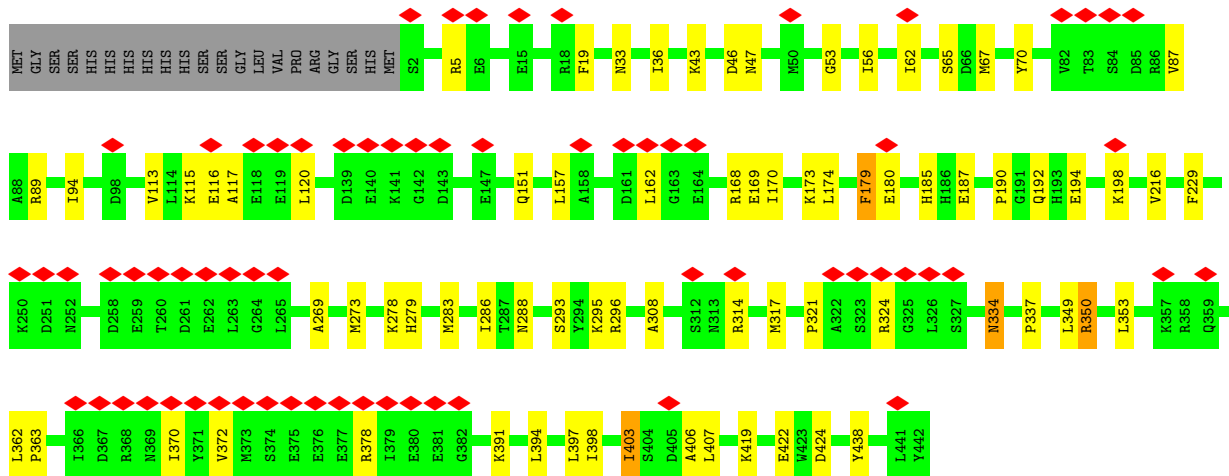 MET GLY SER SER HIS HIS HIS HIS HIS HIS SER SER GLY LEU VAL PRO ARG GLY SER HIS MET S2 R5 E6 E15 R18 F19 N33 I36 K43 D46 N47 M50 G53 I56 I62 S65 D66 M67 Y70 V82 T83 S84 D85 R86 V87
A88 R89 I94 D98 V113 L114 K115 E116 A117 E118 E119 L120 D139 E140 K141 G142 D143 E147 Q151 L157 A158 D161 L162 G163 E164 R168 E169 I170 K173 L174 F179 E180 H185 H186 E187 P190 G191 Q192 H193 E194 K198 V216 F229
K250 D251 N252 D258 E259 T260 D261 E262 L263 G264 L265 A269 M273 K278 H279 M283 I286 T287 N288 S293 Y294 K295 R296 A308 S312 N313 R314 M317 P321 A322 S323 R324 G325 L326 S327 N334 P337 L349 R350 L353 K357 R358 Q359
L362 P363 I366 D367 R368 N369 I370 Y371 V372 M373 S374 E375 E376 E377 R378 I379 E380 E381 G382 K391 L394 L397 I398 I403 S404 D405 A406 L407 K419 E422 W423 D424 Y438 L441 Y442